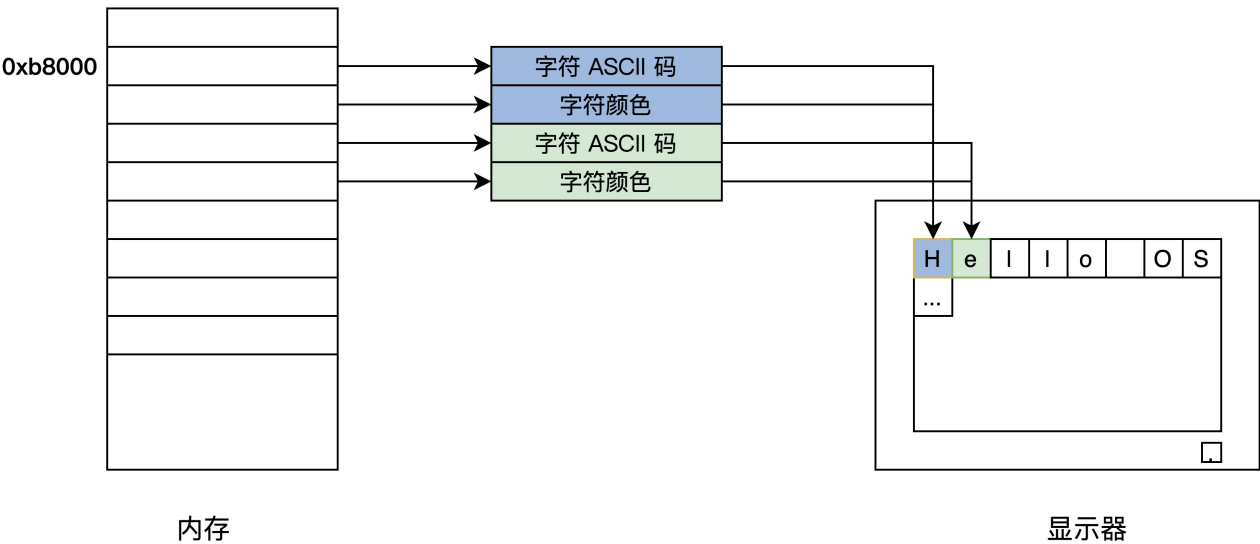 0xb8000
字符 ASCII 码
字符颜色
字符 ASCII 码
字符颜色
H e l l o O S
...
.
内存
显示器